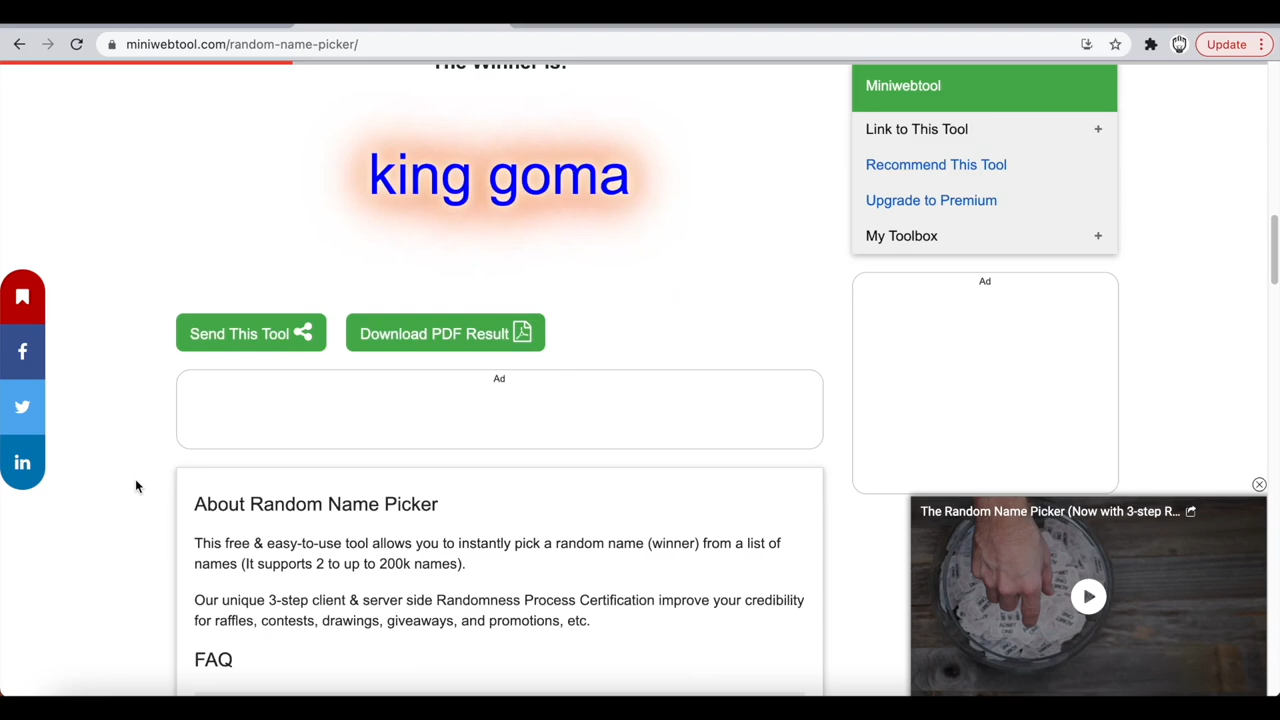 miniwebtool.com/random-name-picker/
Update
The Winner is:
king goma
Miniwebtool
Link to This Tool +
Recommend This Tool
Upgrade to Premium
My Toolbox +
Ad
Send This Tool
Download PDF Result
Ad
f
in
About Random Name Picker
This free & easy-to-use tool allows you to instantly pick a random name (winner) from a list of
names (It supports 2 to up to 200k names).
Our unique 3-step client & server side Randomness Process Certification improve your credibility
for raffles, contests, drawings, giveaways, and promotions, etc.
FAQ
The Random Name Picker (Now with 3-step R...